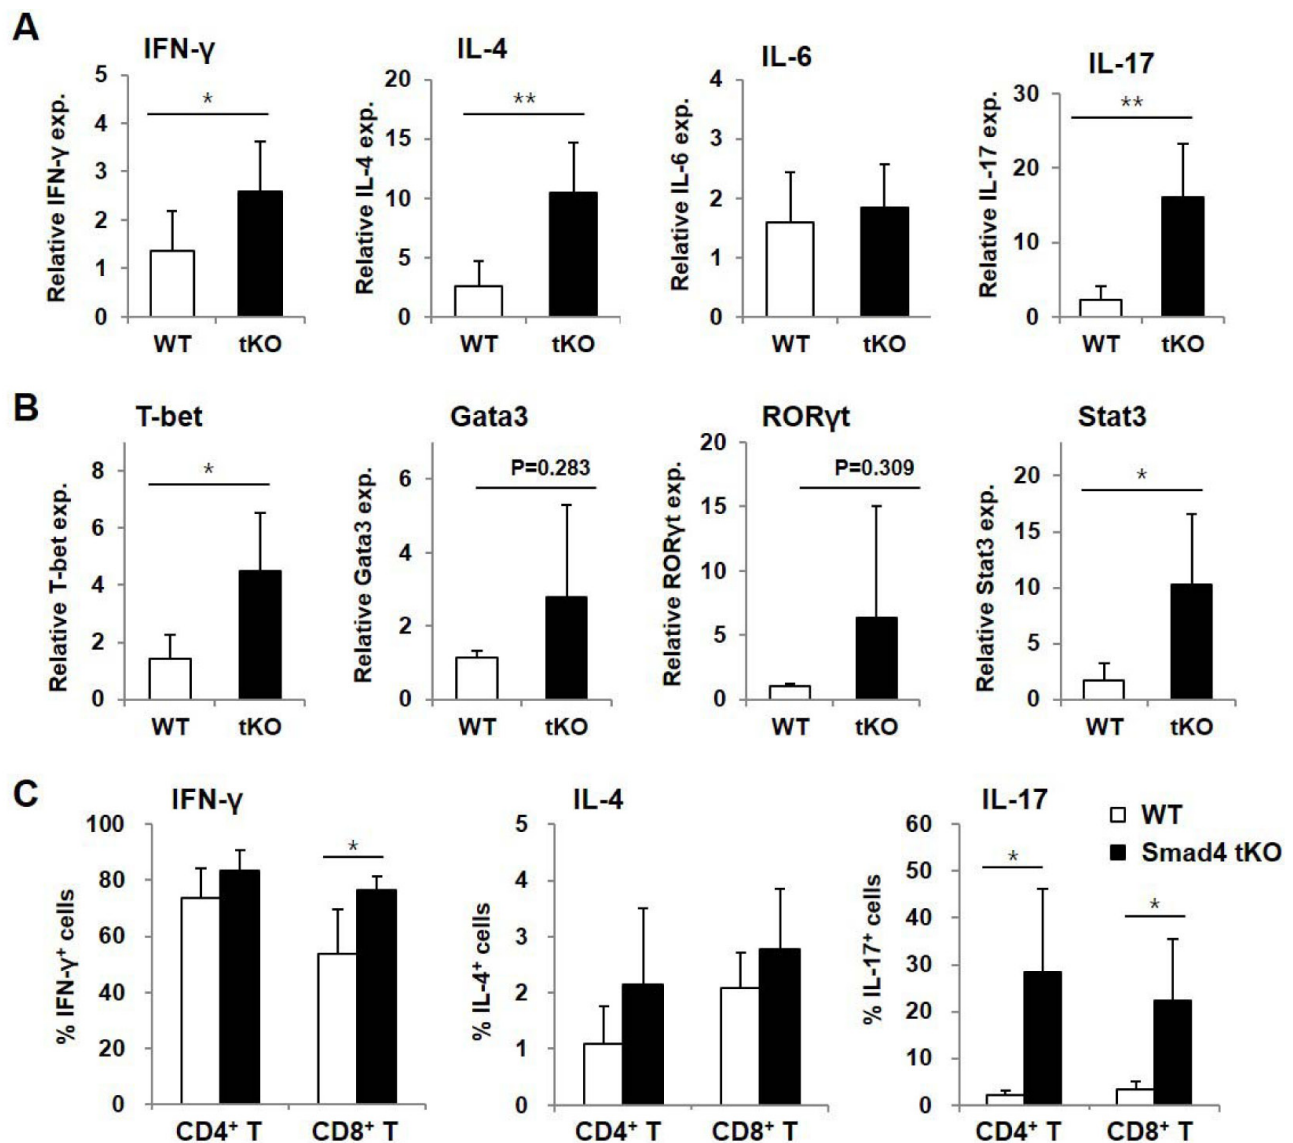 A
IFN-γ
Relative IFN-γ exp.
5
4
3
2
1
0
*
WT tKO
IL-4
Relative IL-4 exp.
20
15
10
5
0
**
WT tKO
IL-6
Relative IL-6 exp.
4
3
2
1
0
WT tKO
IL-17
Relative IL-17 exp.
30
20
10
0
**
WT tKO
B
T-bet
Relative T-bet exp.
8
6
4
2
0
*
WT tKO
Gata3
Relative Gata3 exp.
6
4
2
0
P=0.283
WT tKO
RORγt
Relative RORγt exp.
20
15
10
5
0
P=0.309
WT tKO
Stat3
Relative Stat3 exp.
20
15
10
5
0
*
WT tKO
C
IFN-γ
% IFN-γ⁺ cells
100
80
60
40
20
0
*
CD4⁺ T CD8⁺ T
IL-4
% IL-4⁺ cells
5
4
3
2
1
0
CD4⁺ T CD8⁺ T
IL-17
% IL-17⁺ cells
60
50
40
30
20
10
0
*
*
CD4⁺ T CD8⁺ T
WT
Smad4 tKO